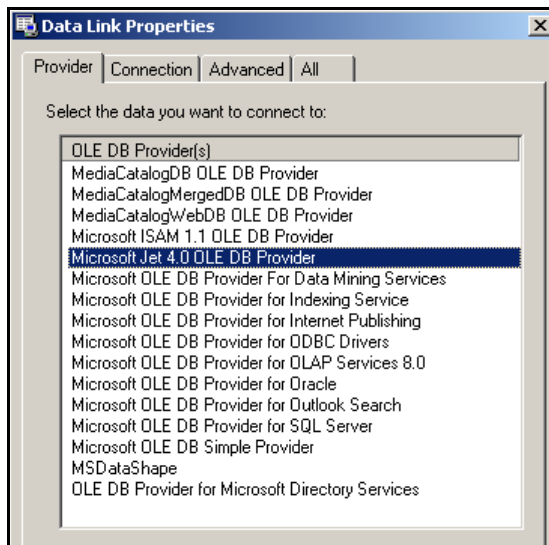 Data Link Properties
Provider Connection Advanced All
Select the data you want to connect to:
OLE DB Provider(s)
MediaCatalogDB OLE DB Provider
MediaCatalogMergedDB OLE DB Provider
MediaCatalogWebDB OLE DB Provider
Microsoft ISAM 1.1 OLE DB Provider
Microsoft Jet 4.0 OLE DB Provider
Microsoft OLE DB Provider For Data Mining Services
Microsoft OLE DB Provider for Indexing Service
Microsoft OLE DB Provider for Internet Publishing
Microsoft OLE DB Provider for ODBC Drivers
Microsoft OLE DB Provider for OLAP Services 8.0
Microsoft OLE DB Provider for Oracle
Microsoft OLE DB Provider for Outlook Search
Microsoft OLE DB Provider for SQL Server
Microsoft OLE DB Simple Provider
MSDataShape
OLE DB Provider for Microsoft Directory Services